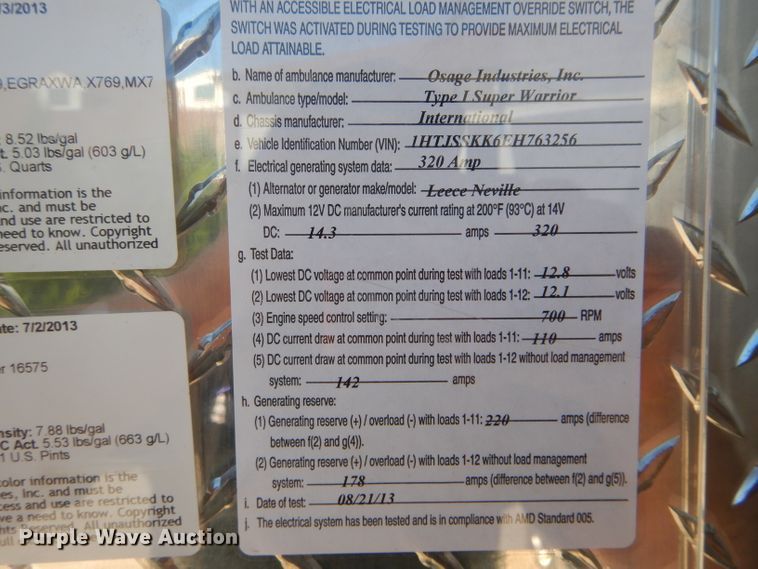 /3/2013
9,EGRAXWA,X769,MX7
: 8.52 lbs/gal
t. 5.03 lbs/gal (603 g/L)
. Quarts
information is the
c. and must be
nd use are restricted to
need to know. Copyright
eserved. All unauthorized
te: 7/2/2013
r 16575
nsity: 7.88 lbs/gal
C Act. 5.53 lbs/gal (663 g/L)
1 U.S. Pints
color information is the
es, Inc. and must be
cess and use are restricted to
ve a need to know. Copyright
hts Reserved. All unauthorized
WITH AN ACCESSIBLE ELECTRICAL LOAD MANAGEMENT OVERRIDE SWITCH, THE
SWITCH WAS ACTIVATED DURING TESTING TO PROVIDE MAXIMUM ELECTRICAL
LOAD ATTAINABLE.
b. Name of ambulance manufacturer: Osage Industries, Inc.
c. Ambulance type/model: Type I Super Warrior
d. Chassis manufacturer: International
e. Vehicle Identification Number (VIN): 1HTJSSKK6EH763256
f. Electrical generating system data: 320 Amp
(1) Alternator or generator make/model: Leece Neville
(2) Maximum 12V DC manufacturer's current rating at 200°F (93°C) at 14V
DC: 14.3 amps 320
g. Test Data:
(1) Lowest DC voltage at common point during test with loads 1-11: 12.8 volts
(2) Lowest DC voltage at common point during test with loads 1-12: 12.1 volts
(3) Engine speed control setting: 700 RPM
(4) DC current draw at common point during test with loads 1-11: 110 amps
(5) DC current draw at common point during test with loads 1-12 without load management
system: 142 amps
h. Generating reserve:
(1) Generating reserve (+) / overload (-) with loads 1-11: 220 amps (difference
between f(2) and g(4)).
(2) Generating reserve (+) / overload (-) with loads 1-12 without load management
system: 178 amps (difference between f(2) and g(5)).
i. Date of test: 08/21/13
j. The electrical system has been tested and is in compliance with AMD Standard 005.
Purple Wave Auction